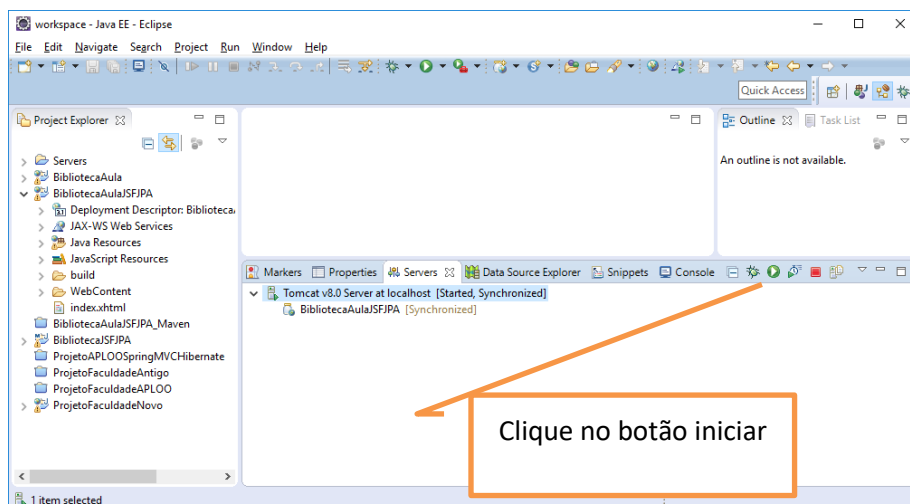 workspace - Java EE - Eclipse
File Edit Navigate Search Project Run Window Help
Quick Access
Project Explorer
Servers
BibliotecaAula
BibliotecaAulaJSFJPA
Deployment Descriptor: Biblioteca
JAX-WS Web Services
Java Resources
JavaScript Resources
build
WebContent
index.xhtml
BibliotecaAulaJSFJPA_Maven
BibliotecaJSFJPA
ProjetoAPLOOSpringMVCHibernate
ProjetoFaculdadeAntigo
ProjetoFaculdadeAPLOO
ProjetoFaculdadeNovo
Outline Task List
An outline is not available.
Markers Properties Servers Data Source Explorer Snippets Console
Tomcat v8.0 Server at localhost [Started, Synchronized]
BibliotecaAulaJSFJPA [Synchronized]
Clique no botão iniciar
1 item selected